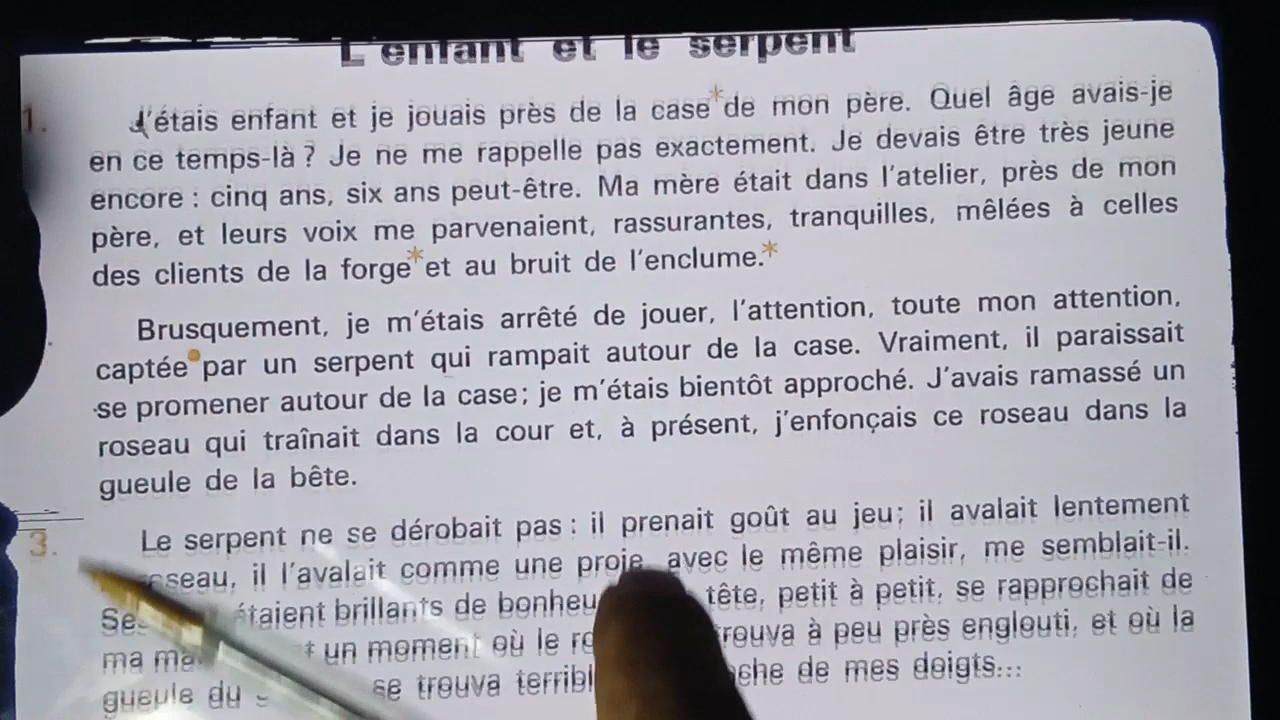 L'enfant et le serpent
1.
J'étais enfant et je jouais près de la case* de mon père. Quel âge avais-je
en ce temps-là ? Je ne me rappelle pas exactement. Je devais être très jeune
encore : cinq ans, six ans peut-être. Ma mère était dans l'atelier, près de mon
père, et leurs voix me parvenaient, rassurantes, tranquilles, mêlées à celles
des clients de la forge* et au bruit de l'enclume.*
Brusquement, je m'étais arrêté de jouer, l'attention, toute mon attention,
captée par un serpent qui rampait autour de la case. Vraiment, il paraissait
se promener autour de la case; je m'étais bientôt approché. J'avais ramassé un
roseau qui traînait dans la cour et, à présent, j'enfonçais ce roseau dans la
gueule de la bête.
3.
Le serpent ne se dérobait pas : il prenait goût au jeu; il avalait lentement
seau, il l'avalait comme une proie, avec le même plaisir, me semblait-il.
étaient brillants de bonheu tête, petit à petit, se rapprochait de
ma un moment où le trouva à peu près englouti, et où la
gueule du se trouva de mes doigts...